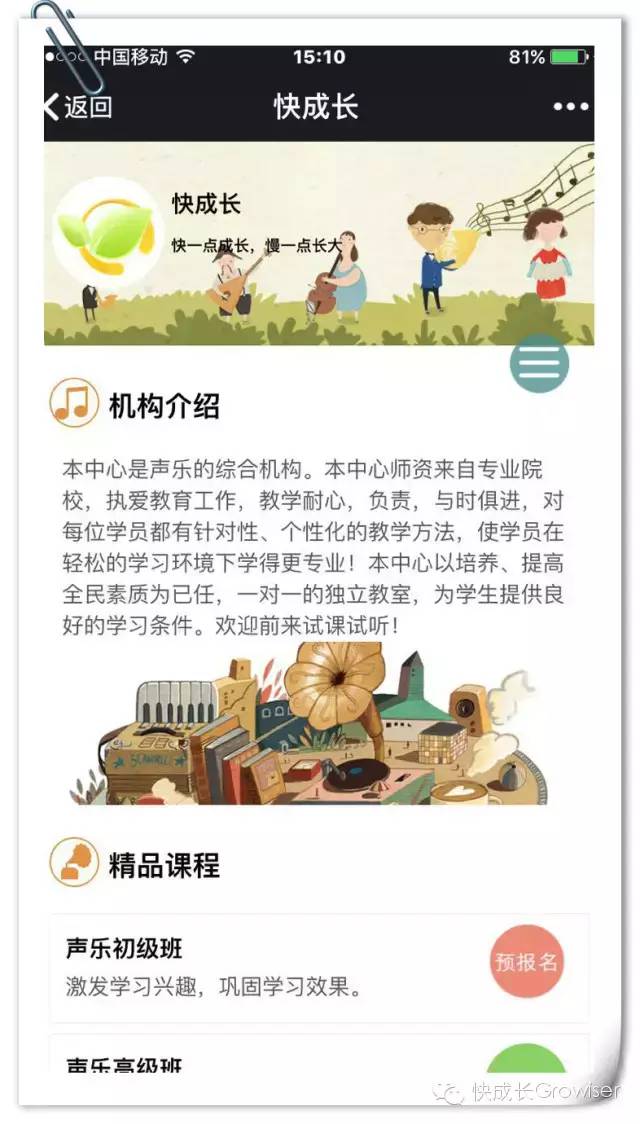 中国移动 15:10 81%
返回 快成长
快成长
快一点成长，慢一点长大
机构介绍
本中心是声乐的综合机构。本中心师资来自专业院
校，执爱教育工作，教学耐心，负责，与时俱进，对
每位学员都有针对性、个性化的教学方法，使学员在
轻松的学习环境下学得更专业！本中心以培养、提高
全民素质为已任，一对一的独立教室，为学生提供良
好的学习条件。欢迎前来试课试听！
精品课程
声乐初级班
预报名
激发学习兴趣，巩固学习效果。
声乐高级班
快成长Growiser